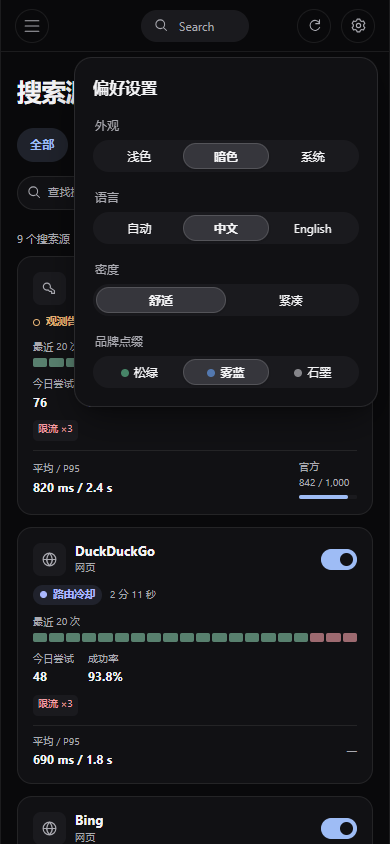 Search
搜索源
偏好设置
外观
浅色
暗色
系统
语言
自动
中文
English
密度
舒适
紧凑
品牌点缀
松绿
雾蓝
石墨
全部
查找
9 个搜索源
最近 20 次
今日尝试
76
限流 ×3
平均 / P95
820 ms / 2.4 s
官方
842 / 1,000
DuckDuckGo
网页
路由冷却
2 分 11 秒
最近 20 次
今日尝试
成功率
48
93.8%
限流 ×3
平均 / P95
690 ms / 1.8 s
—
Bing
网页